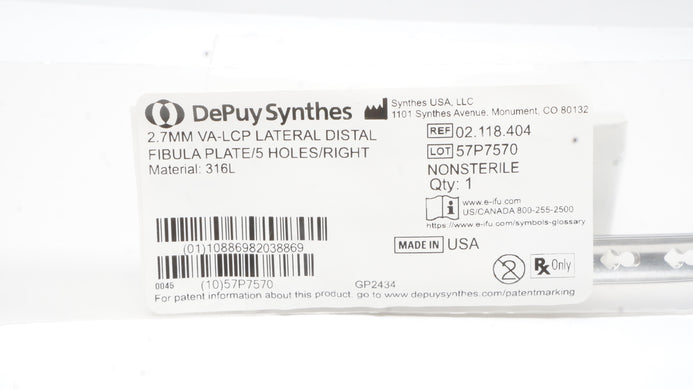 DePuy Synthes
2.7MM VA-LCP LATERAL DISTAL
FIBULA PLATE/5 HOLES/RIGHT
Material: 316L
Synthes USA, LLC
1101 Synthes Avenue, Monument, CO 80132
REF 02.118.404
LOT 57P7570
NONSTERILE
Qty: 1
www.e-ifu.com
US/CANADA 800-255-2500
https://www.e-ifu.com/symbols-glossary
MADE IN USA
(01)10886982038869
0045 (10)57P7570
GP2434
2
Rx Only
For patent information about this product, go to www.depuysynthes.com/patentmarking